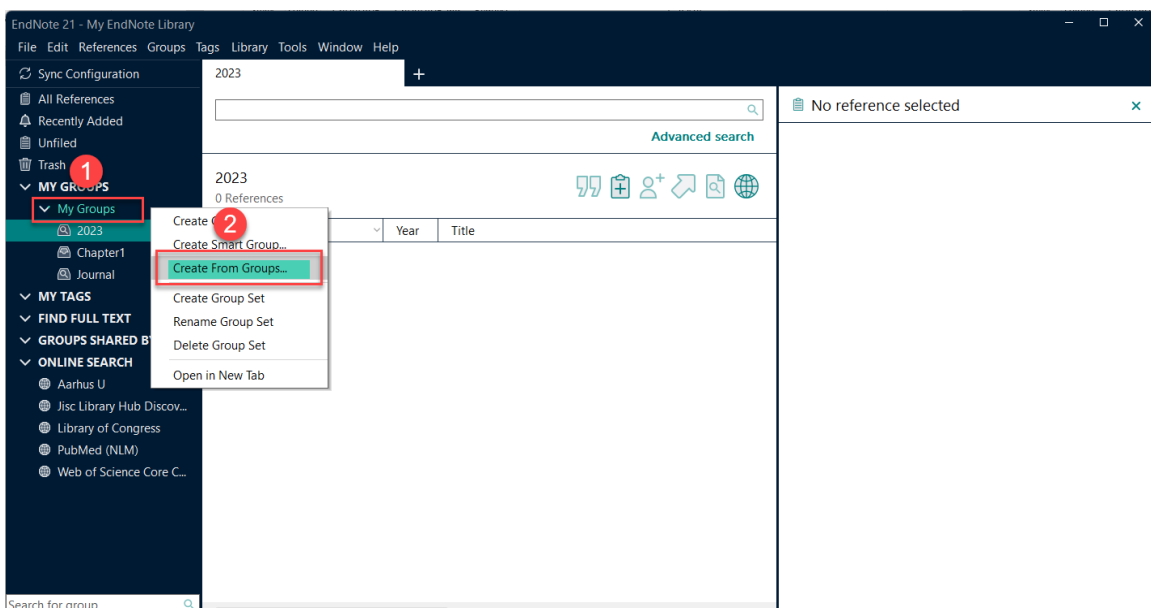 EndNote 21 - My EndNote Library
File Edit References Groups Tags Library Tools Window Help
Sync Configuration
All References
Recently Added
Unfiled
Trash
1
MY GROUPS
My Groups
2023
Chapter1
Journal
MY TAGS
FIND FULL TEXT
GROUPS SHARED B
ONLINE SEARCH
Aarhus U
Jisc Library Hub Discov...
Library of Congress
PubMed (NLM)
Web of Science Core C...
Search for group
2023
+
Advanced search
2023
0 References
Year Title
Create
2
Create Smart Group...
Create From Groups...
Create Group Set
Rename Group Set
Delete Group Set
Open in New Tab
No reference selected